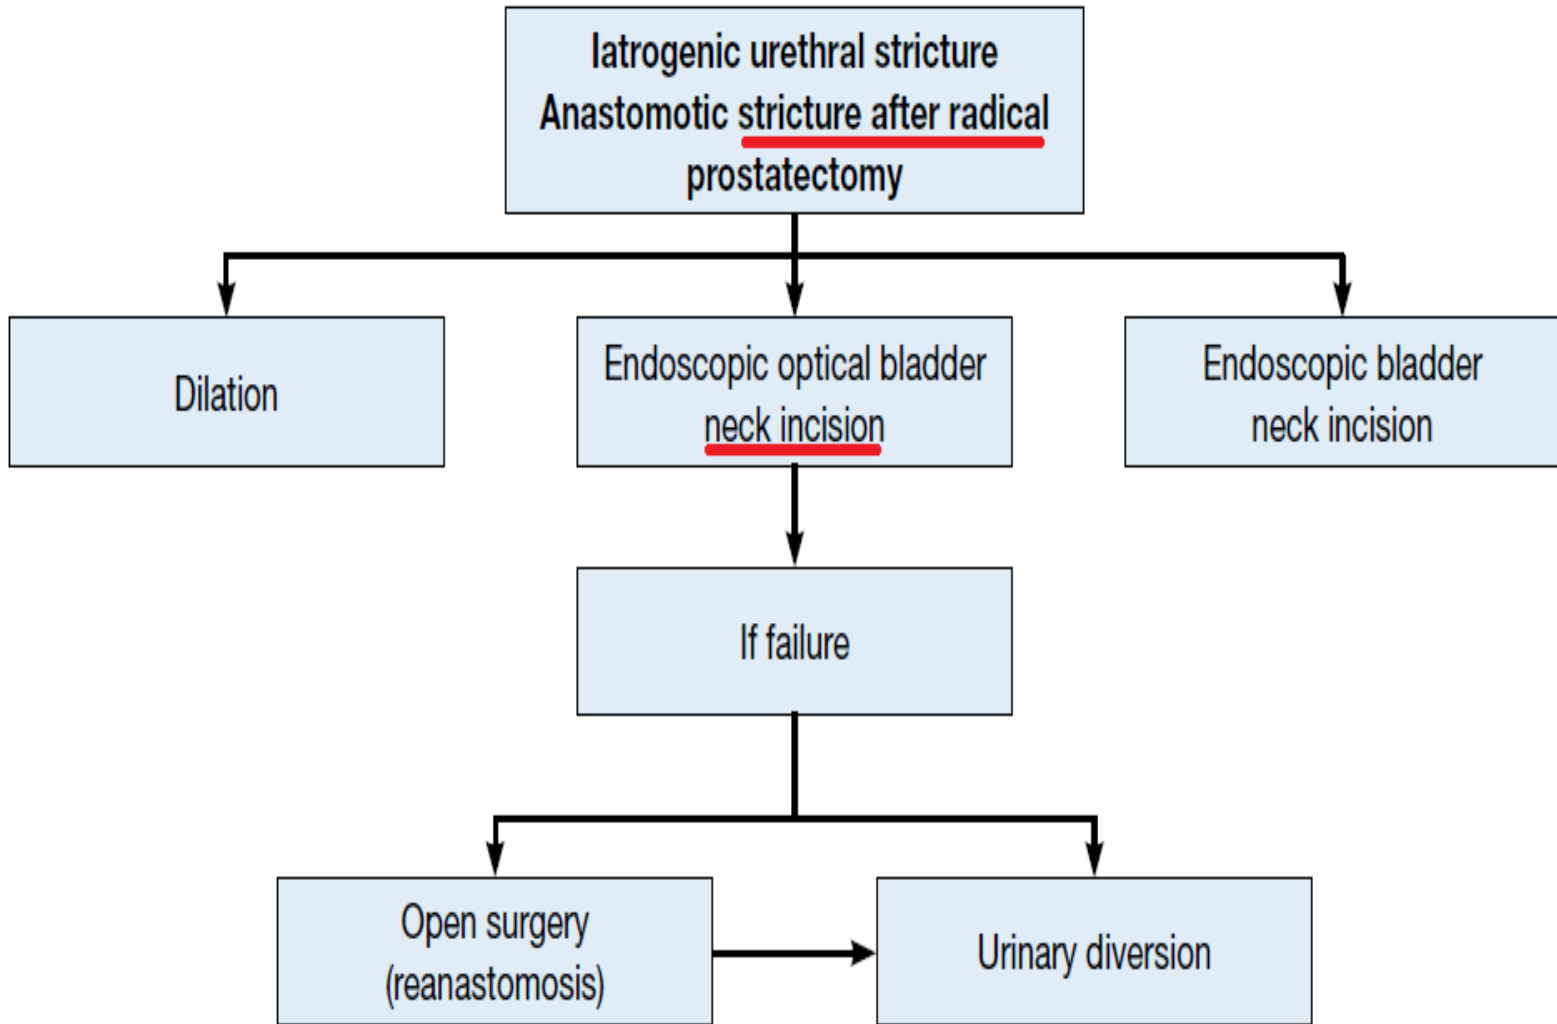 Iatrogenic urethral stricture
Anastomotic stricture after radical
prostatectomy
Dilation
Endoscopic optical bladder
neck incision
Endoscopic bladder
neck incision
If failure
Open surgery
(reanastomosis)
Urinary diversion